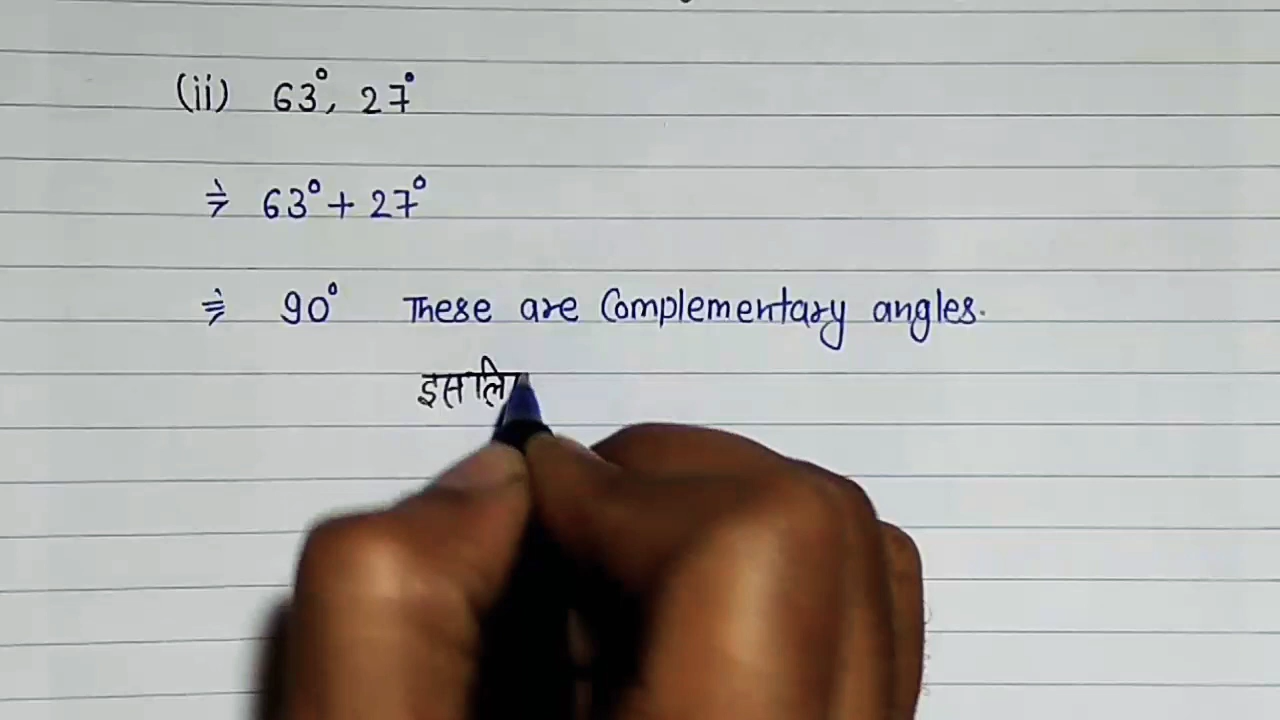 (ii) 63°, 27°
⇒ 63° + 27°
⇒ 90° These are Complementary angles.
इसलि